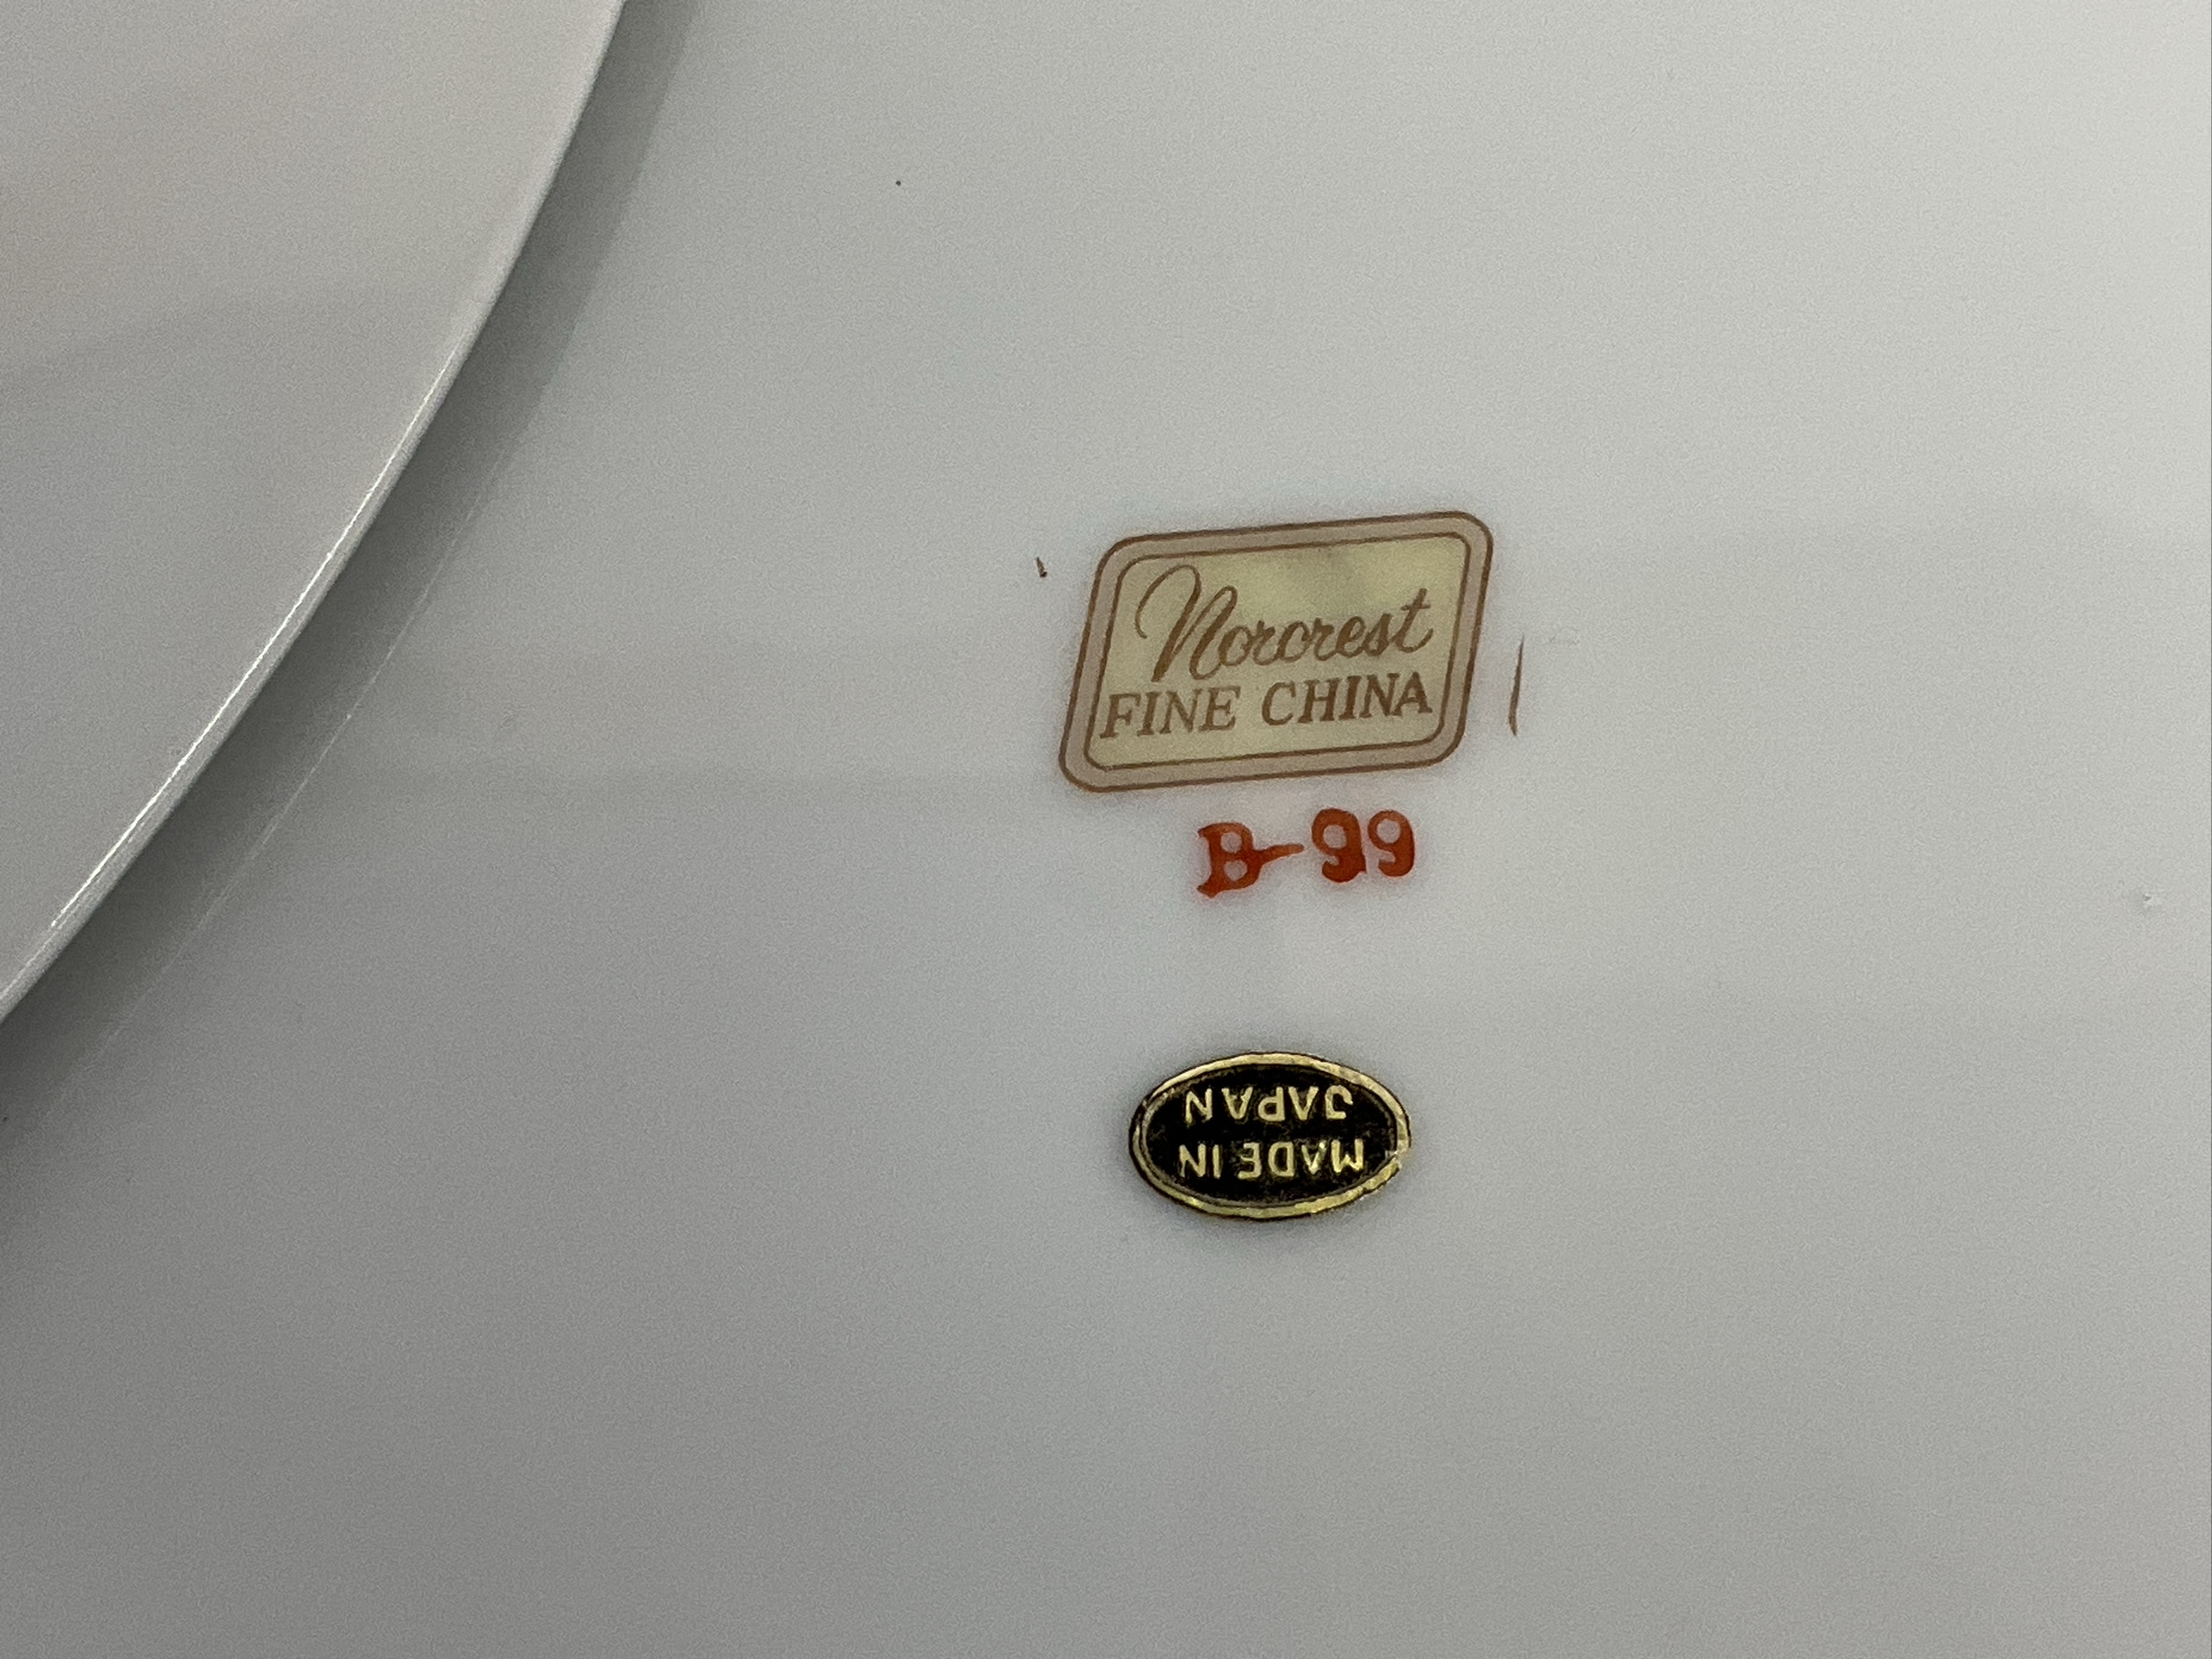 Norcrest
FINE CHINA
B-99
MADE IN
JAPAN